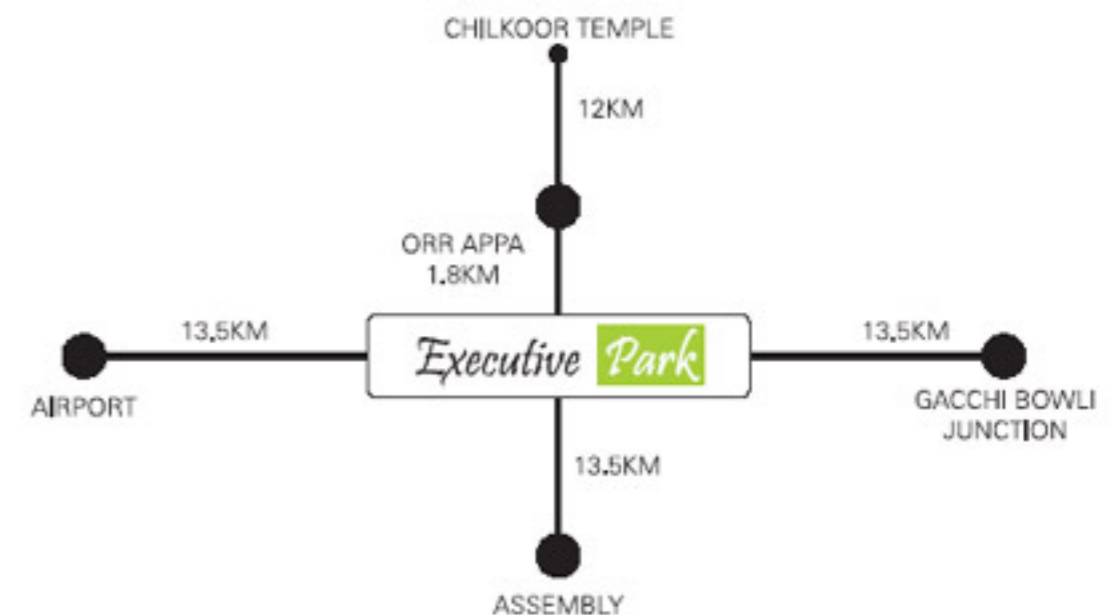 CHILKOOR TEMPLE
12KM
ORR APPA
1.8KM
13.5KM
Executive Park
13.5KM
AIRPORT
GACCHI BOWLI
JUNCTION
13.5KM
ASSEMBLY